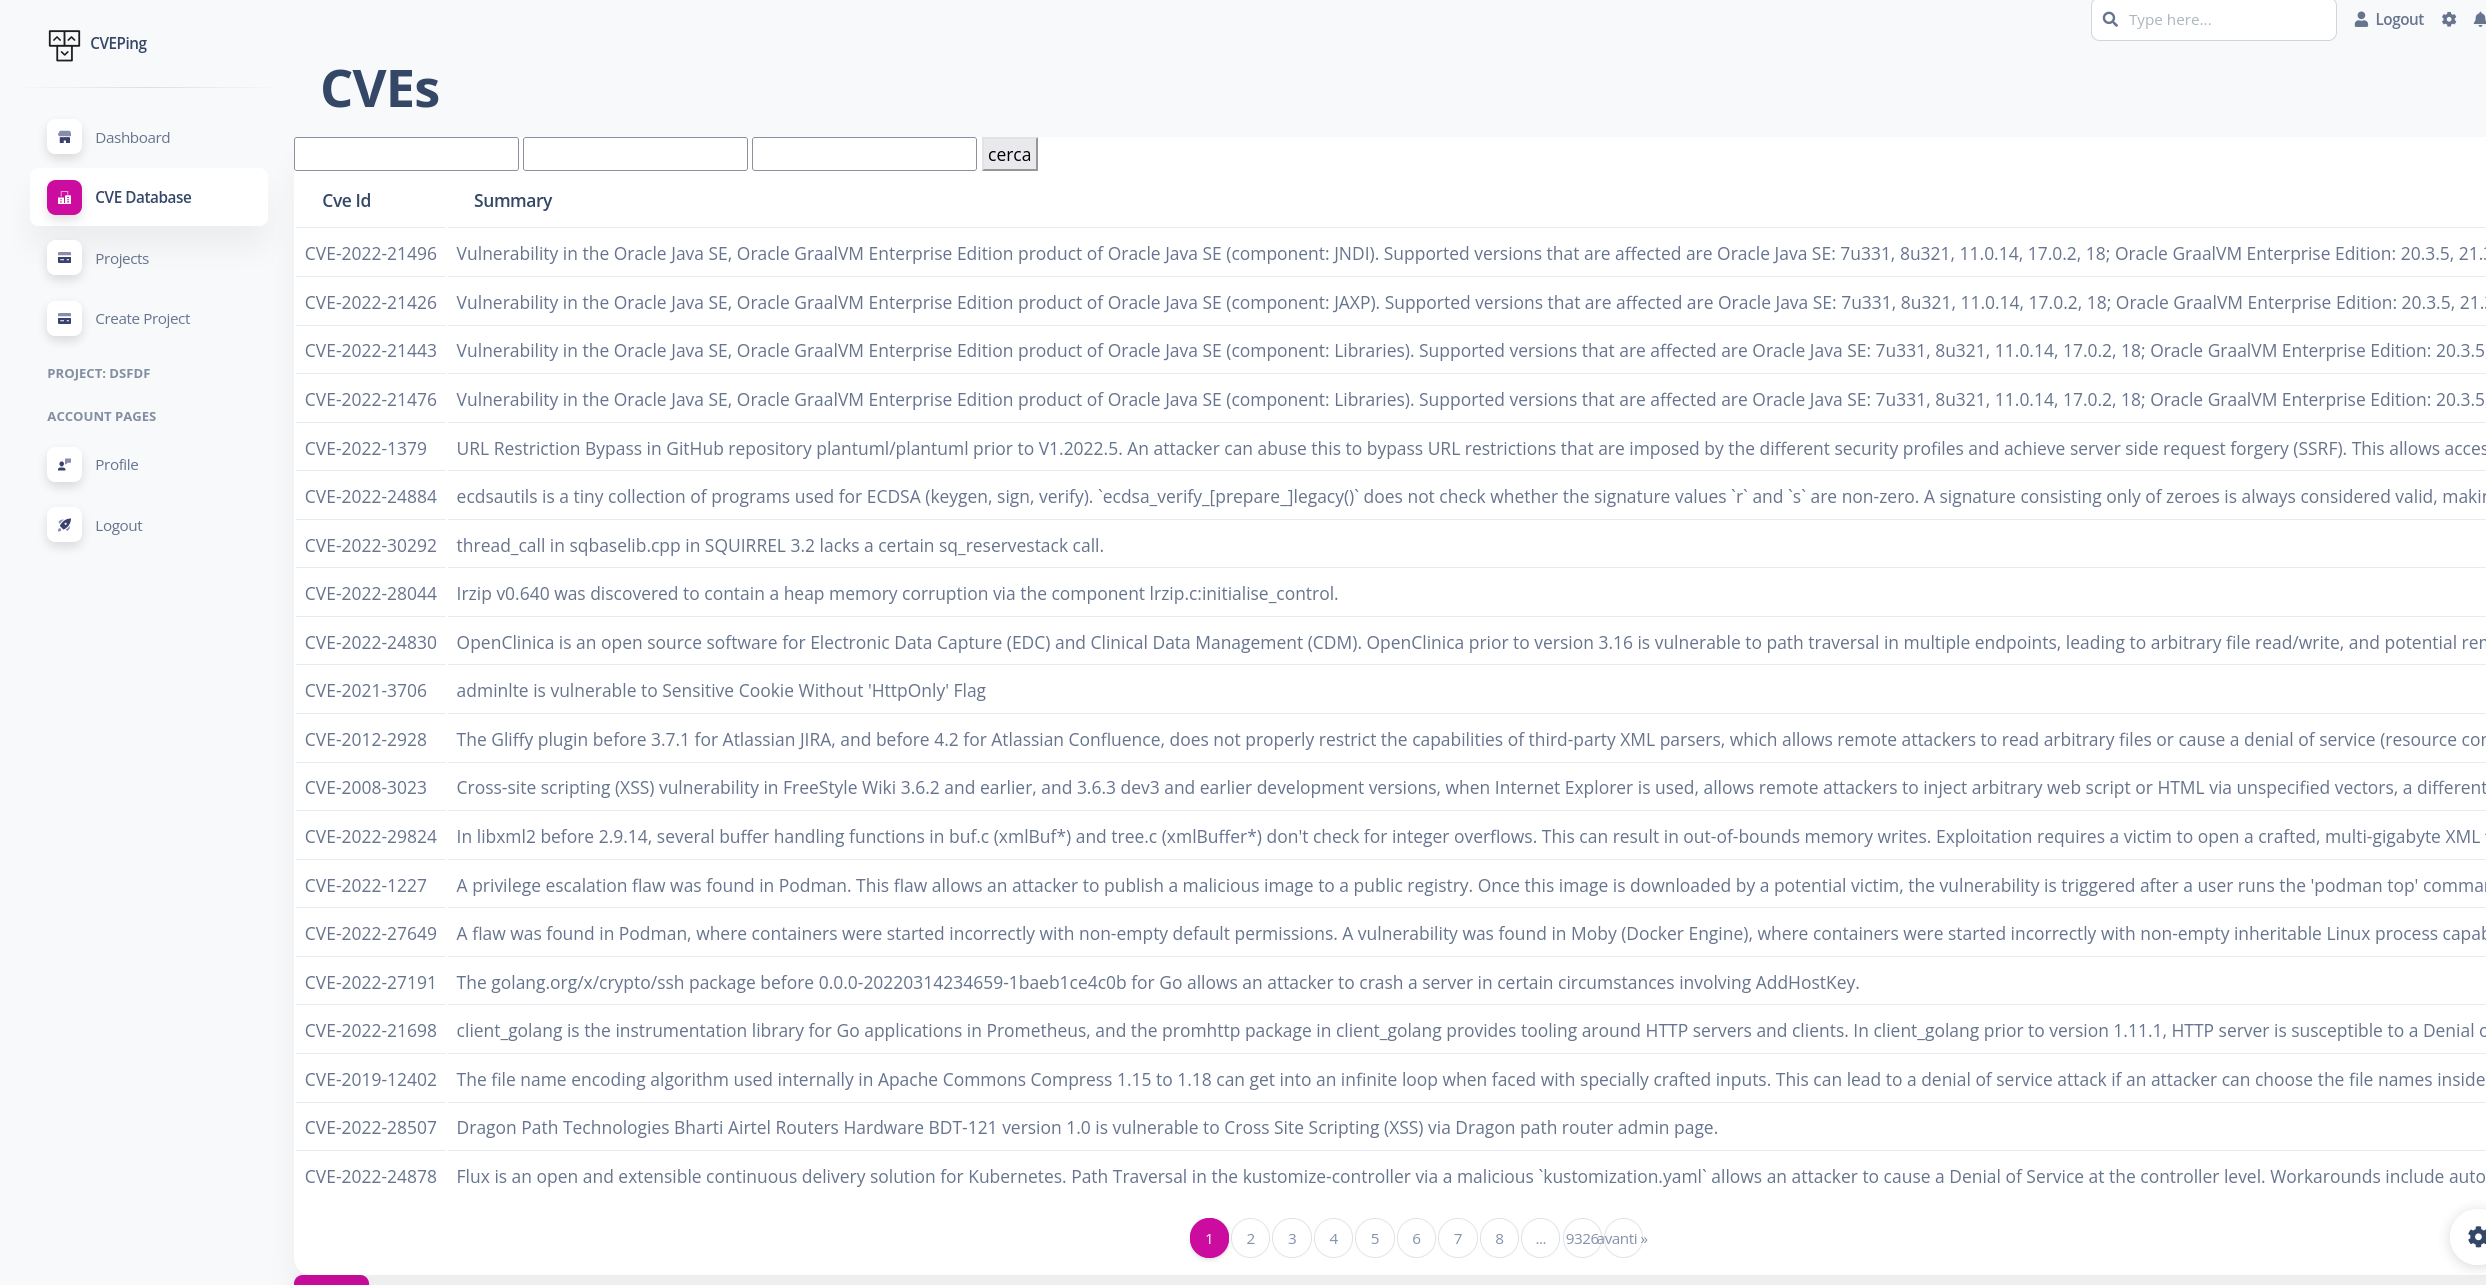 CVEPing
Type here...
Logout
CVEs
Dashboard
CVE Database
Projects
Create Project
PROJECT: DSFDF
ACCOUNT PAGES
Profile
Logout
cerca
Cve Id Summary
CVE-2022-21496 Vulnerability in the Oracle Java SE, Oracle GraalVM Enterprise Edition product of Oracle Java SE (component: JNDI). Supported versions that are affected are Oracle Java SE: 7u331, 8u321, 11.0.14, 17.0.2, 18; Oracle GraalVM Enterprise Edition: 20.3.5, 21.
CVE-2022-21426 Vulnerability in the Oracle Java SE, Oracle GraalVM Enterprise Edition product of Oracle Java SE (component: JAXP). Supported versions that are affected are Oracle Java SE: 7u331, 8u321, 11.0.14, 17.0.2, 18; Oracle GraalVM Enterprise Edition: 20.3.5, 21.
CVE-2022-21443 Vulnerability in the Oracle Java SE, Oracle GraalVM Enterprise Edition product of Oracle Java SE (component: Libraries). Supported versions that are affected are Oracle Java SE: 7u331, 8u321, 11.0.14, 17.0.2, 18; Oracle GraalVM Enterprise Edition: 20.3.5
CVE-2022-21476 Vulnerability in the Oracle Java SE, Oracle GraalVM Enterprise Edition product of Oracle Java SE (component: Libraries). Supported versions that are affected are Oracle Java SE: 7u331, 8u321, 11.0.14, 17.0.2, 18; Oracle GraalVM Enterprise Edition: 20.3.5
CVE-2022-1379 URL Restriction Bypass in GitHub repository plantuml/plantuml prior to V1.2022.5. An attacker can abuse this to bypass URL restrictions that are imposed by the different security profiles and achieve server side request forgery (SSRF). This allows acces
CVE-2022-24884 ecdsautils is a tiny collection of programs used for ECDSA (keygen, sign, verify). `ecdsa_verify_[prepare_]legacy()` does not check whether the signature values `r` and `s` are non-zero. A signature consisting only of zeroes is always considered valid, makin
CVE-2022-30292 thread_call in sqbaselib.cpp in SQUIRREL 3.2 lacks a certain sq_reservestack call.
CVE-2022-28044 Irzip v0.640 was discovered to contain a heap memory corruption via the component lrzip.c:initialise_control.
CVE-2022-24830 OpenClinica is an open source software for Electronic Data Capture (EDC) and Clinical Data Management (CDM). OpenClinica prior to version 3.16 is vulnerable to path traversal in multiple endpoints, leading to arbitrary file read/write, and potential rem
CVE-2021-3706 adminlte is vulnerable to Sensitive Cookie Without 'HttpOnly' Flag
CVE-2012-2928 The Gliffy plugin before 3.7.1 for Atlassian JIRA, and before 4.2 for Atlassian Confluence, does not properly restrict the capabilities of third-party XML parsers, which allows remote attackers to read arbitrary files or cause a denial of service (resource con
CVE-2008-3023 Cross-site scripting (XSS) vulnerability in FreeStyle Wiki 3.6.2 and earlier, and 3.6.3 dev3 and earlier development versions, when Internet Explorer is used, allows remote attackers to inject arbitrary web script or HTML via unspecified vectors, a different
CVE-2022-29824 In libxml2 before 2.9.14, several buffer handling functions in buf.c (xmlBuf*) and tree.c (xmlBuffer*) don't check for integer overflows. This can result in out-of-bounds memory writes. Exploitation requires a victim to open a crafted, multi-gigabyte XML
CVE-2022-1227 A privilege escalation flaw was found in Podman. This flaw allows an attacker to publish a malicious image to a public registry. Once this image is downloaded by a potential victim, the vulnerability is triggered after a user runs the 'podman top' comma
CVE-2022-27649 A flaw was found in Podman, where containers were started incorrectly with non-empty default permissions. A vulnerability was found in Moby (Docker Engine), where containers were started incorrectly with non-empty inheritable Linux process capab
CVE-2022-27191 The golang.org/x/crypto/ssh package before 0.0.0-20220314234659-1baeb1ce4c0b for Go allows an attacker to crash a server in certain circumstances involving AddHostKey.
CVE-2022-21698 client_golang is the instrumentation library for Go applications in Prometheus, and the promhttp package in client_golang provides tooling around HTTP servers and clients. In client_golang prior to version 1.11.1, HTTP server is susceptible to a Denial o
CVE-2019-12402 The file name encoding algorithm used internally in Apache Commons Compress 1.15 to 1.18 can get into an infinite loop when faced with specially crafted inputs. This can lead to a denial of service attack if an attacker can choose the file names inside
CVE-2022-28507 Dragon Path Technologies Bharti Airtel Routers Hardware BDT-121 version 1.0 is vulnerable to Cross Site Scripting (XSS) via Dragon path router admin page.
CVE-2022-24878 Flux is an open and extensible continuous delivery solution for Kubernetes. Path Traversal in the kustomize-controller via a malicious `kustomization.yaml` allows an attacker to cause a Denial of Service at the controller level. Workarounds include auto
1 2 3 4 5 6 7 8 ... 9326 avanti »